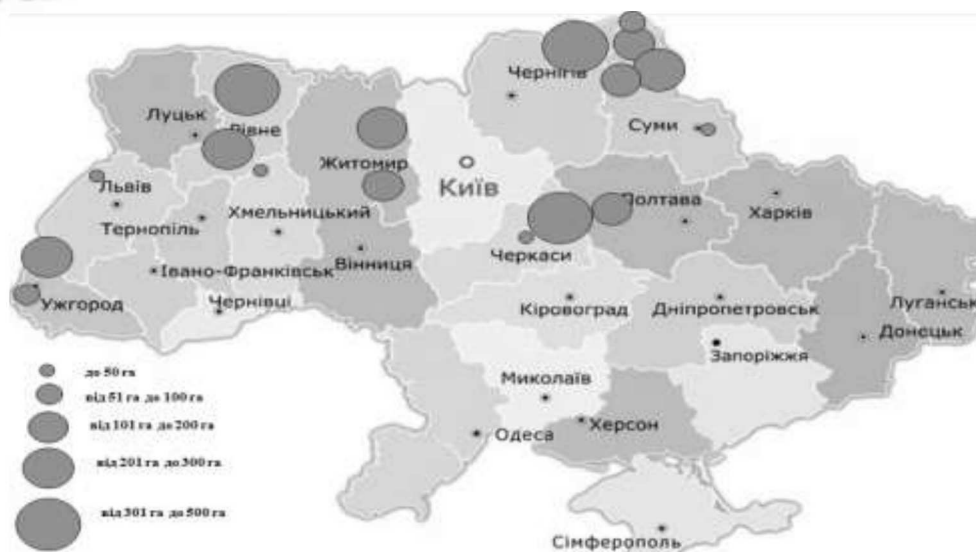 Чернігів
Луцьк
Рівне
Суми
Житомир
Київ
Львів
Полтава
Харків
Хмельницький
Тернопіль
Черкаси
Вінниця
Івано-Франківськ
Ужгород
Чернівці
Кіровоград
Дніпропетровськ
Луганськ
Донецьк
Запоріжжя
до 50 га
Миколаїв
від 51 га до 100 га
від 101 га до 200 га
Херсон
Одеса
від 201 га до 300 га
від 301 га до 500 га
Сімферополь